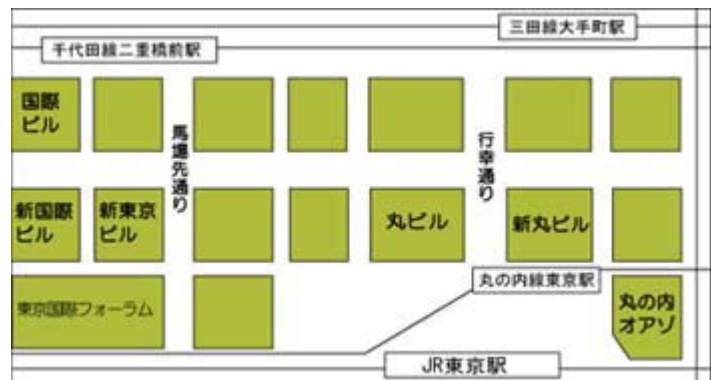 三田線大手町駅
千代田線二重橋前駅
国際
ビル
馬場先通り
行幸通り
新国際
ビル
新東京
ビル
丸ビル
新丸ビル
東京国際フォーラム
丸の内線東京駅
丸の内
オアゾ
JR東京駅